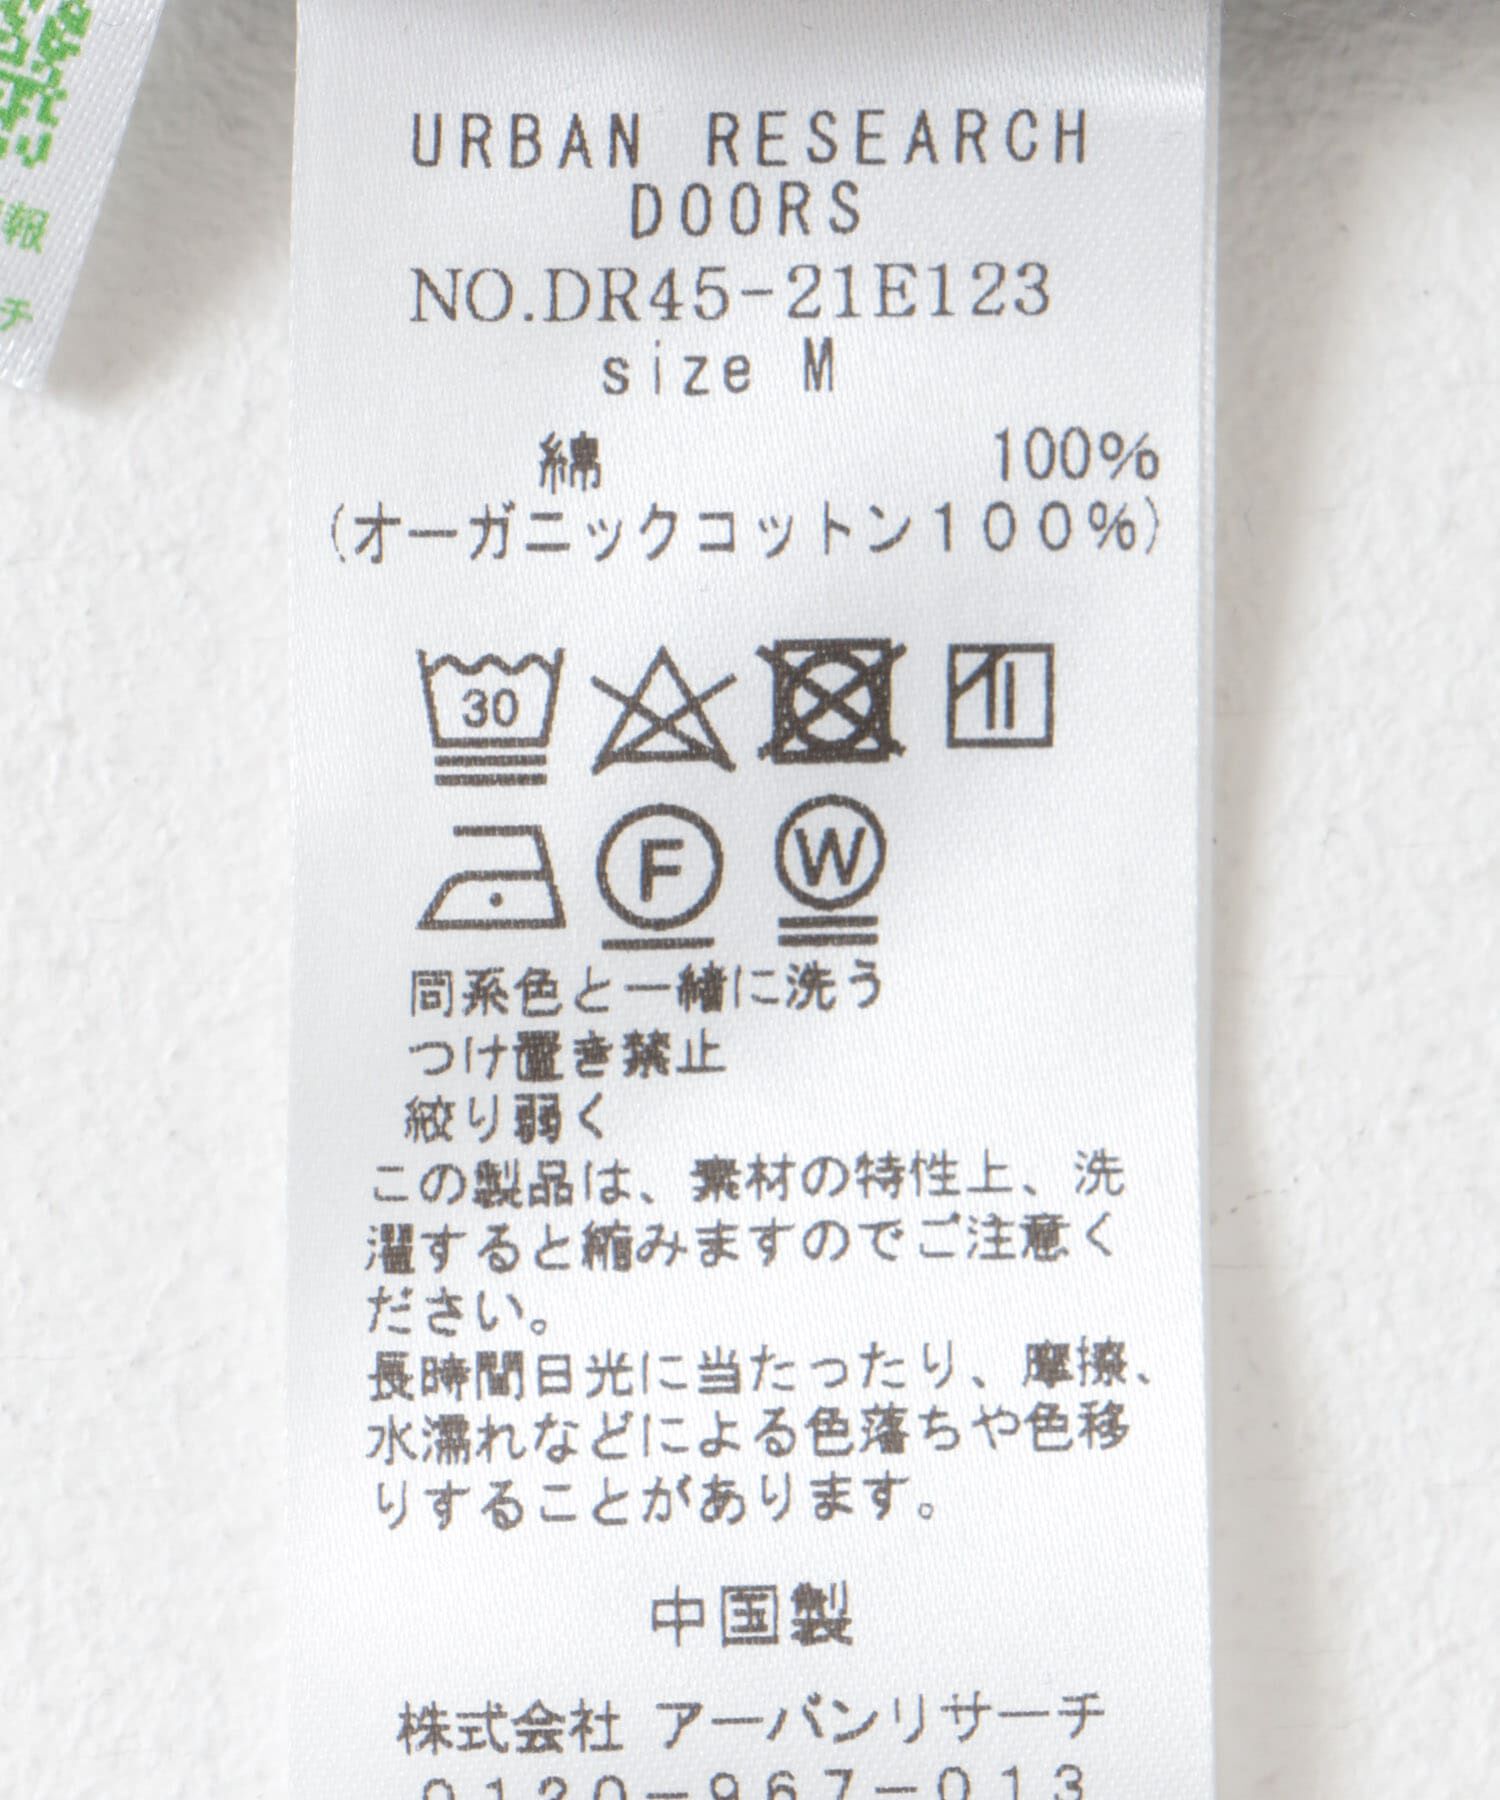 報
チ
URBAN RESEARCH
DOORS
NO.DR45-21E123
size M
綿 100%
(オーガニックコットン100%)
30
F W
同系色と一緒に洗う
つけ置き禁止
絞り弱く
この製品は、素材の特性上、洗
濯すると縮みますのでご注意く
ださい。
長時間日光に当たったり、摩擦、
水濡れなどによる色落ちや色移
りすることがあります。
中国製
株式会社 アーバンリサーチ
0120-967-013